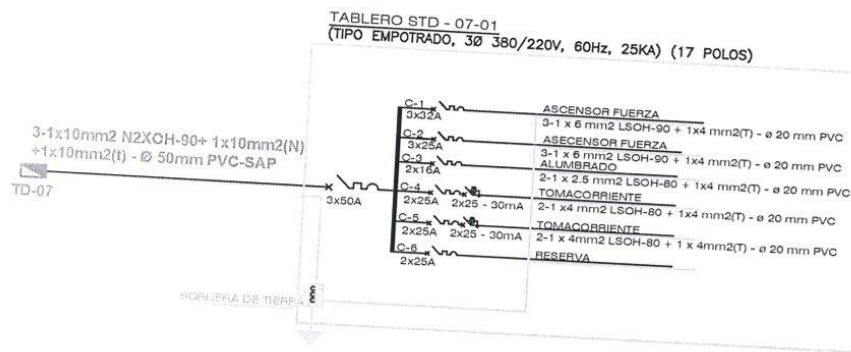 TABLERO STD - 07-01
(TIPO EMPOTRADO, 3Ø 380/220V, 60Hz, 25KA) (17 POLOS)
3-1x10mm2 N2XOH-90+ 1x10mm2(N)
+1x10mm2(t) - Ø 50mm PVC-SAP
TD-07
3x50A
C-1
3x32A
ASCENSOR FUERZA
3-1 x 6 mm2 LSOH-90 + 1x4 mm2(T) - ø 20 mm PVC
C-2
3x25A
ASECENSOR FUERZA
3-1 x 6 mm2 LSOH-90 + 1x4 mm2(T) - ø 20 mm PVC
C-3
2x16A
ALUMBRADO
2-1 x 2.5 mm2 LSOH-80 + 1x4 mm2(T) - ø 20 mm PVC
C-4
2x25A 2x25 - 30mA
TOMACORRIENTE
2-1 x4 mm2 LSOH-80 + 1x4 mm2(T) - ø 20 mm PVC
C-5
2x25A 2x25 - 30mA
TOMACORRIENTE
2-1 x 4mm2 LSOH-80 + 1 x 4mm2(T) - ø 20 mm PVC
C-6
2x25A
RESERVA
BORNERA DE TIERRA